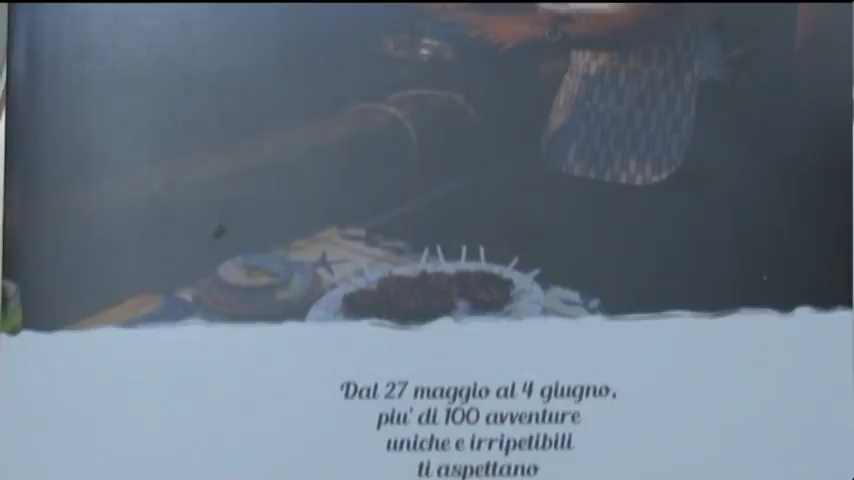 Dal 27 maggio al 4 giugno,
piu' di 100 avventure
uniche e irripetibili
ti aspettano